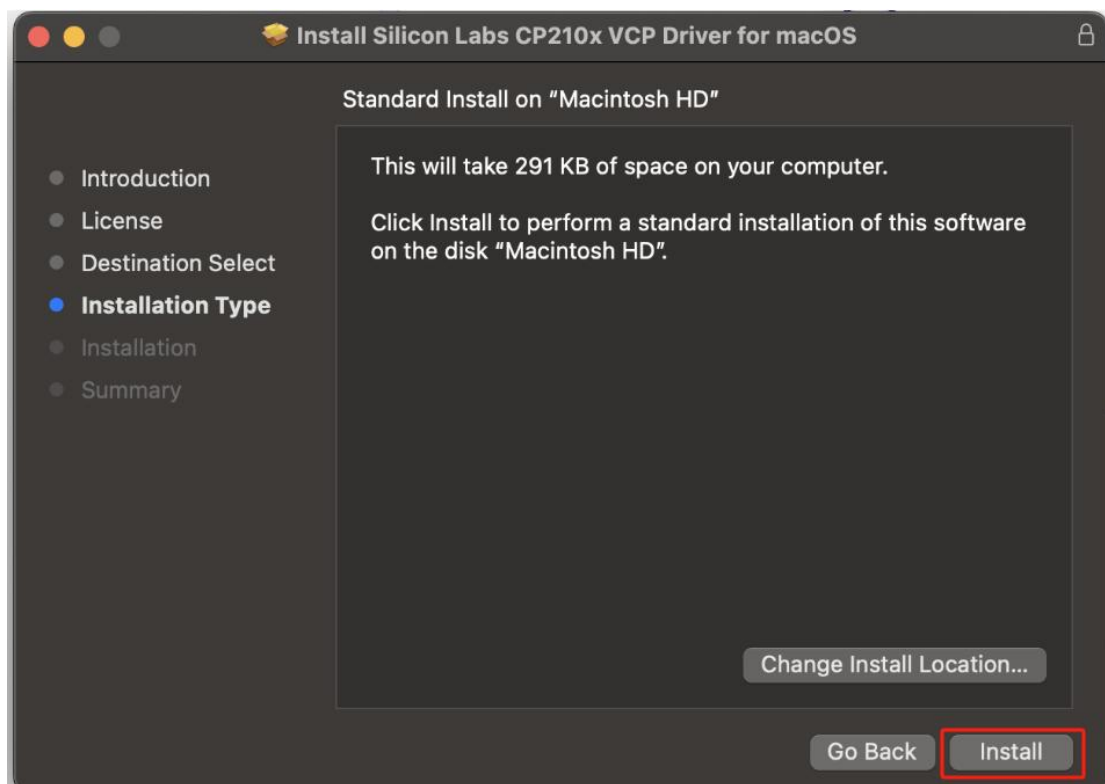 Install Silicon Labs CP210x VCP Driver for macOS
Standard Install on “Macintosh HD”
Introduction
License
Destination Select
Installation Type
Installation
Summary
This will take 291 KB of space on your computer.
Click Install to perform a standard installation of this software
on the disk “Macintosh HD”.
Change Install Location...
Go Back
Install